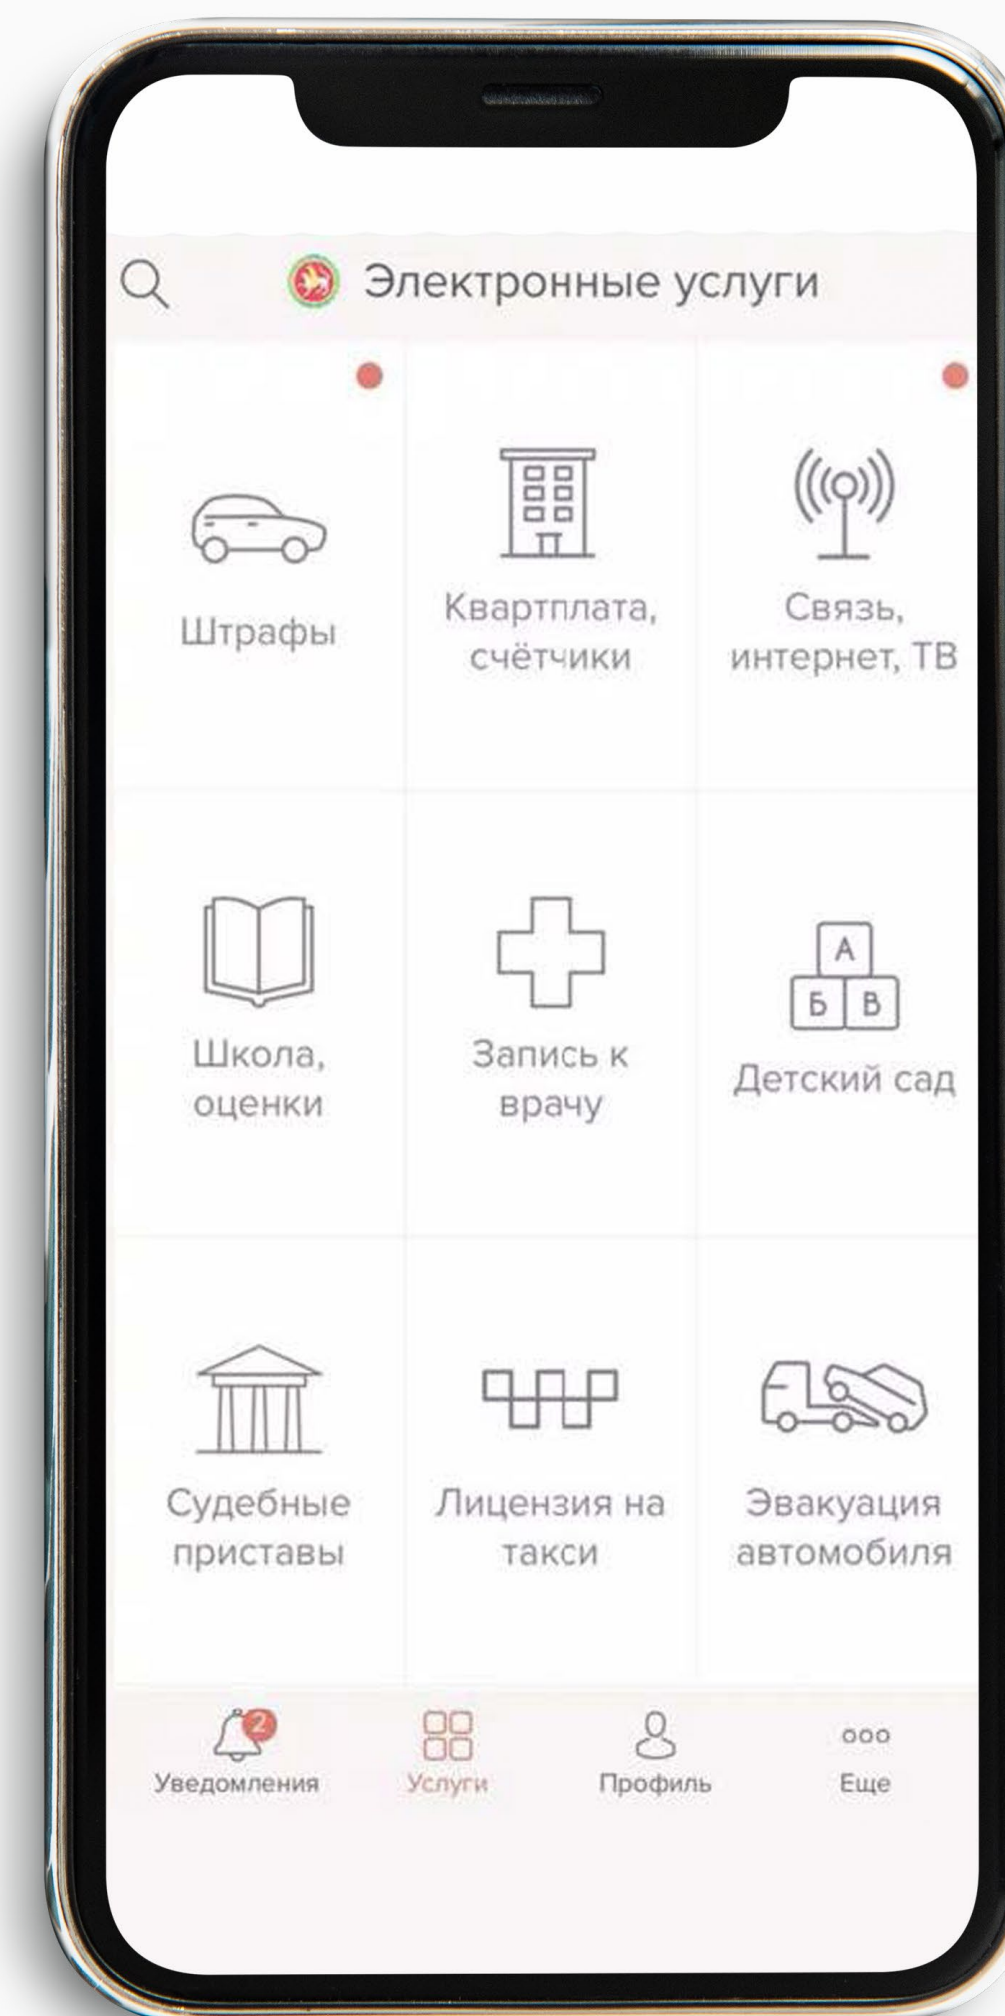 Электронные услуги
Штрафы
Квартплата,
счётчики
Связь,
интернет, ТВ
Школа,
оценки
Запись к
врачу
А
Б В
Детский сад
Судебные
приставы
Лицензия на
такси
Эвакуация
автомобиля
2
Уведомления
Услуги
Профиль
Еще